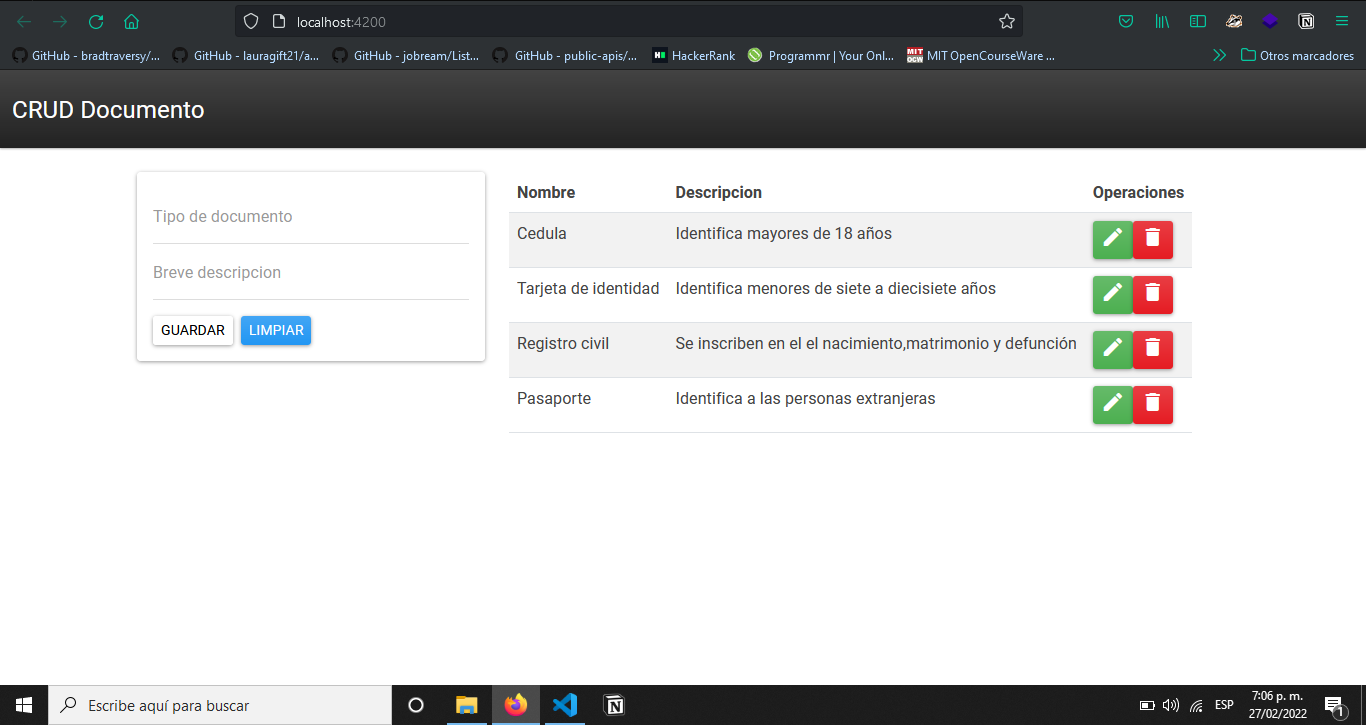 localhost:4200
GitHub - bradtraversy/... GitHub - lauragift21/a... GitHub - jobream/List... GitHub - public-apis/... HackerRank Programmr | Your Onl... MIT OpenCourseWare ... Otros marcadores
CRUD Documento
Tipo de documento
Breve descripcion
GUARDAR LIMPIAR
Nombre Descripcion Operaciones
Cedula Identifica mayores de 18 años
Tarjeta de identidad Identifica menores de siete a diecisiete años
Registro civil Se inscriben en el el nacimiento,matrimonio y defunción
Pasaporte Identifica a las personas extranjeras
Escribe aquí para buscar
ESP
7:06 p. m.
27/02/2022
1